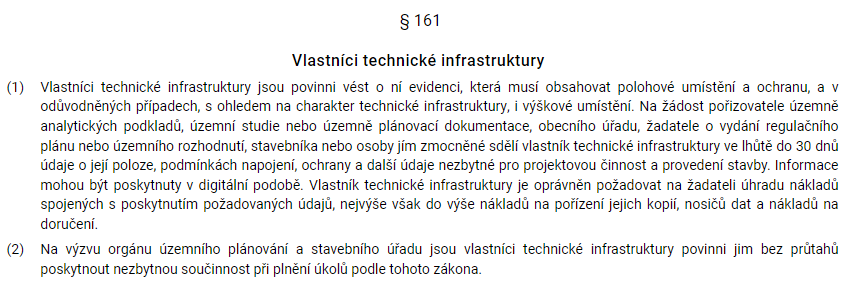 § 161
Vlastníci technické infrastruktury
(1) Vlastníci technické infrastruktury jsou povinni vést o ní evidenci, která musí obsahovat polohové umístění a ochranu, a v
odůvodněných případech, s ohledem na charakter technické infrastruktury, i výškové umístění. Na žádost pořizovatele územně
analytických podkladů, územní studie nebo územně plánovací dokumentace, obecního úřadu, žadatele o vydání regulačního
plánu nebo územního rozhodnutí, stavebníka nebo osoby jím zmocněné sdělí vlastník technické infrastruktury ve lhůtě do 30 dnů
údaje o její poloze, podmínkách napojení, ochrany a další údaje nezbytné pro projektovou činnost a provedení stavby. Informace
mohou být poskytnuty v digitální podobě. Vlastník technické infrastruktury je oprávněn požadovat na žadateli úhradu nákladů
spojených s poskytnutím požadovaných údajů, nejvýše však do výše nákladů na pořízení jejich kopií, nosičů dat a nákladů na
doručení.
(2) Na výzvu orgánu územního plánování a stavebního úřadu jsou vlastníci technické infrastruktury povinni jim bez průtahů
poskytnout nezbytnou součinnost při plnění úkolů podle tohoto zákona.